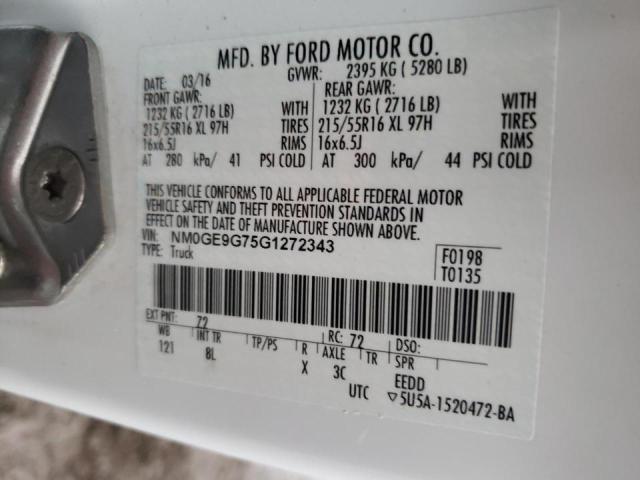 MFD. BY FORD MOTOR CO.
DATE: 03/16 GVWR: 2395 KG ( 5280 LB)
FRONT GAWR: REAR GAWR:
1232 KG ( 2716 LB) WITH 1232 KG ( 2716 LB) WITH
215/55R16 XL 97H TIRES 215/55R16 XL 97H TIRES
16x6.5J RIMS 16x6.5J RIMS
AT 280 kPa/ 41 PSI COLD AT 300 kPa/ 44 PSI COLD
THIS VEHICLE CONFORMS TO ALL APPLICABLE FEDERAL MOTOR
VEHICLE SAFETY AND THEFT PREVENTION STANDARDS IN
EFFECT ON THE DATE OF MANUFACTURE SHOWN ABOVE.
VIN: NM0GE9G75G1272343 F0198
TYPE: Truck T0135
EXT PNT: 72 RC: 72 DSO:
WB INT TR TP/PS R AXLE TR SPR
121 8L X 3C EEDD
UTC ▽5U5A-1520472-BA